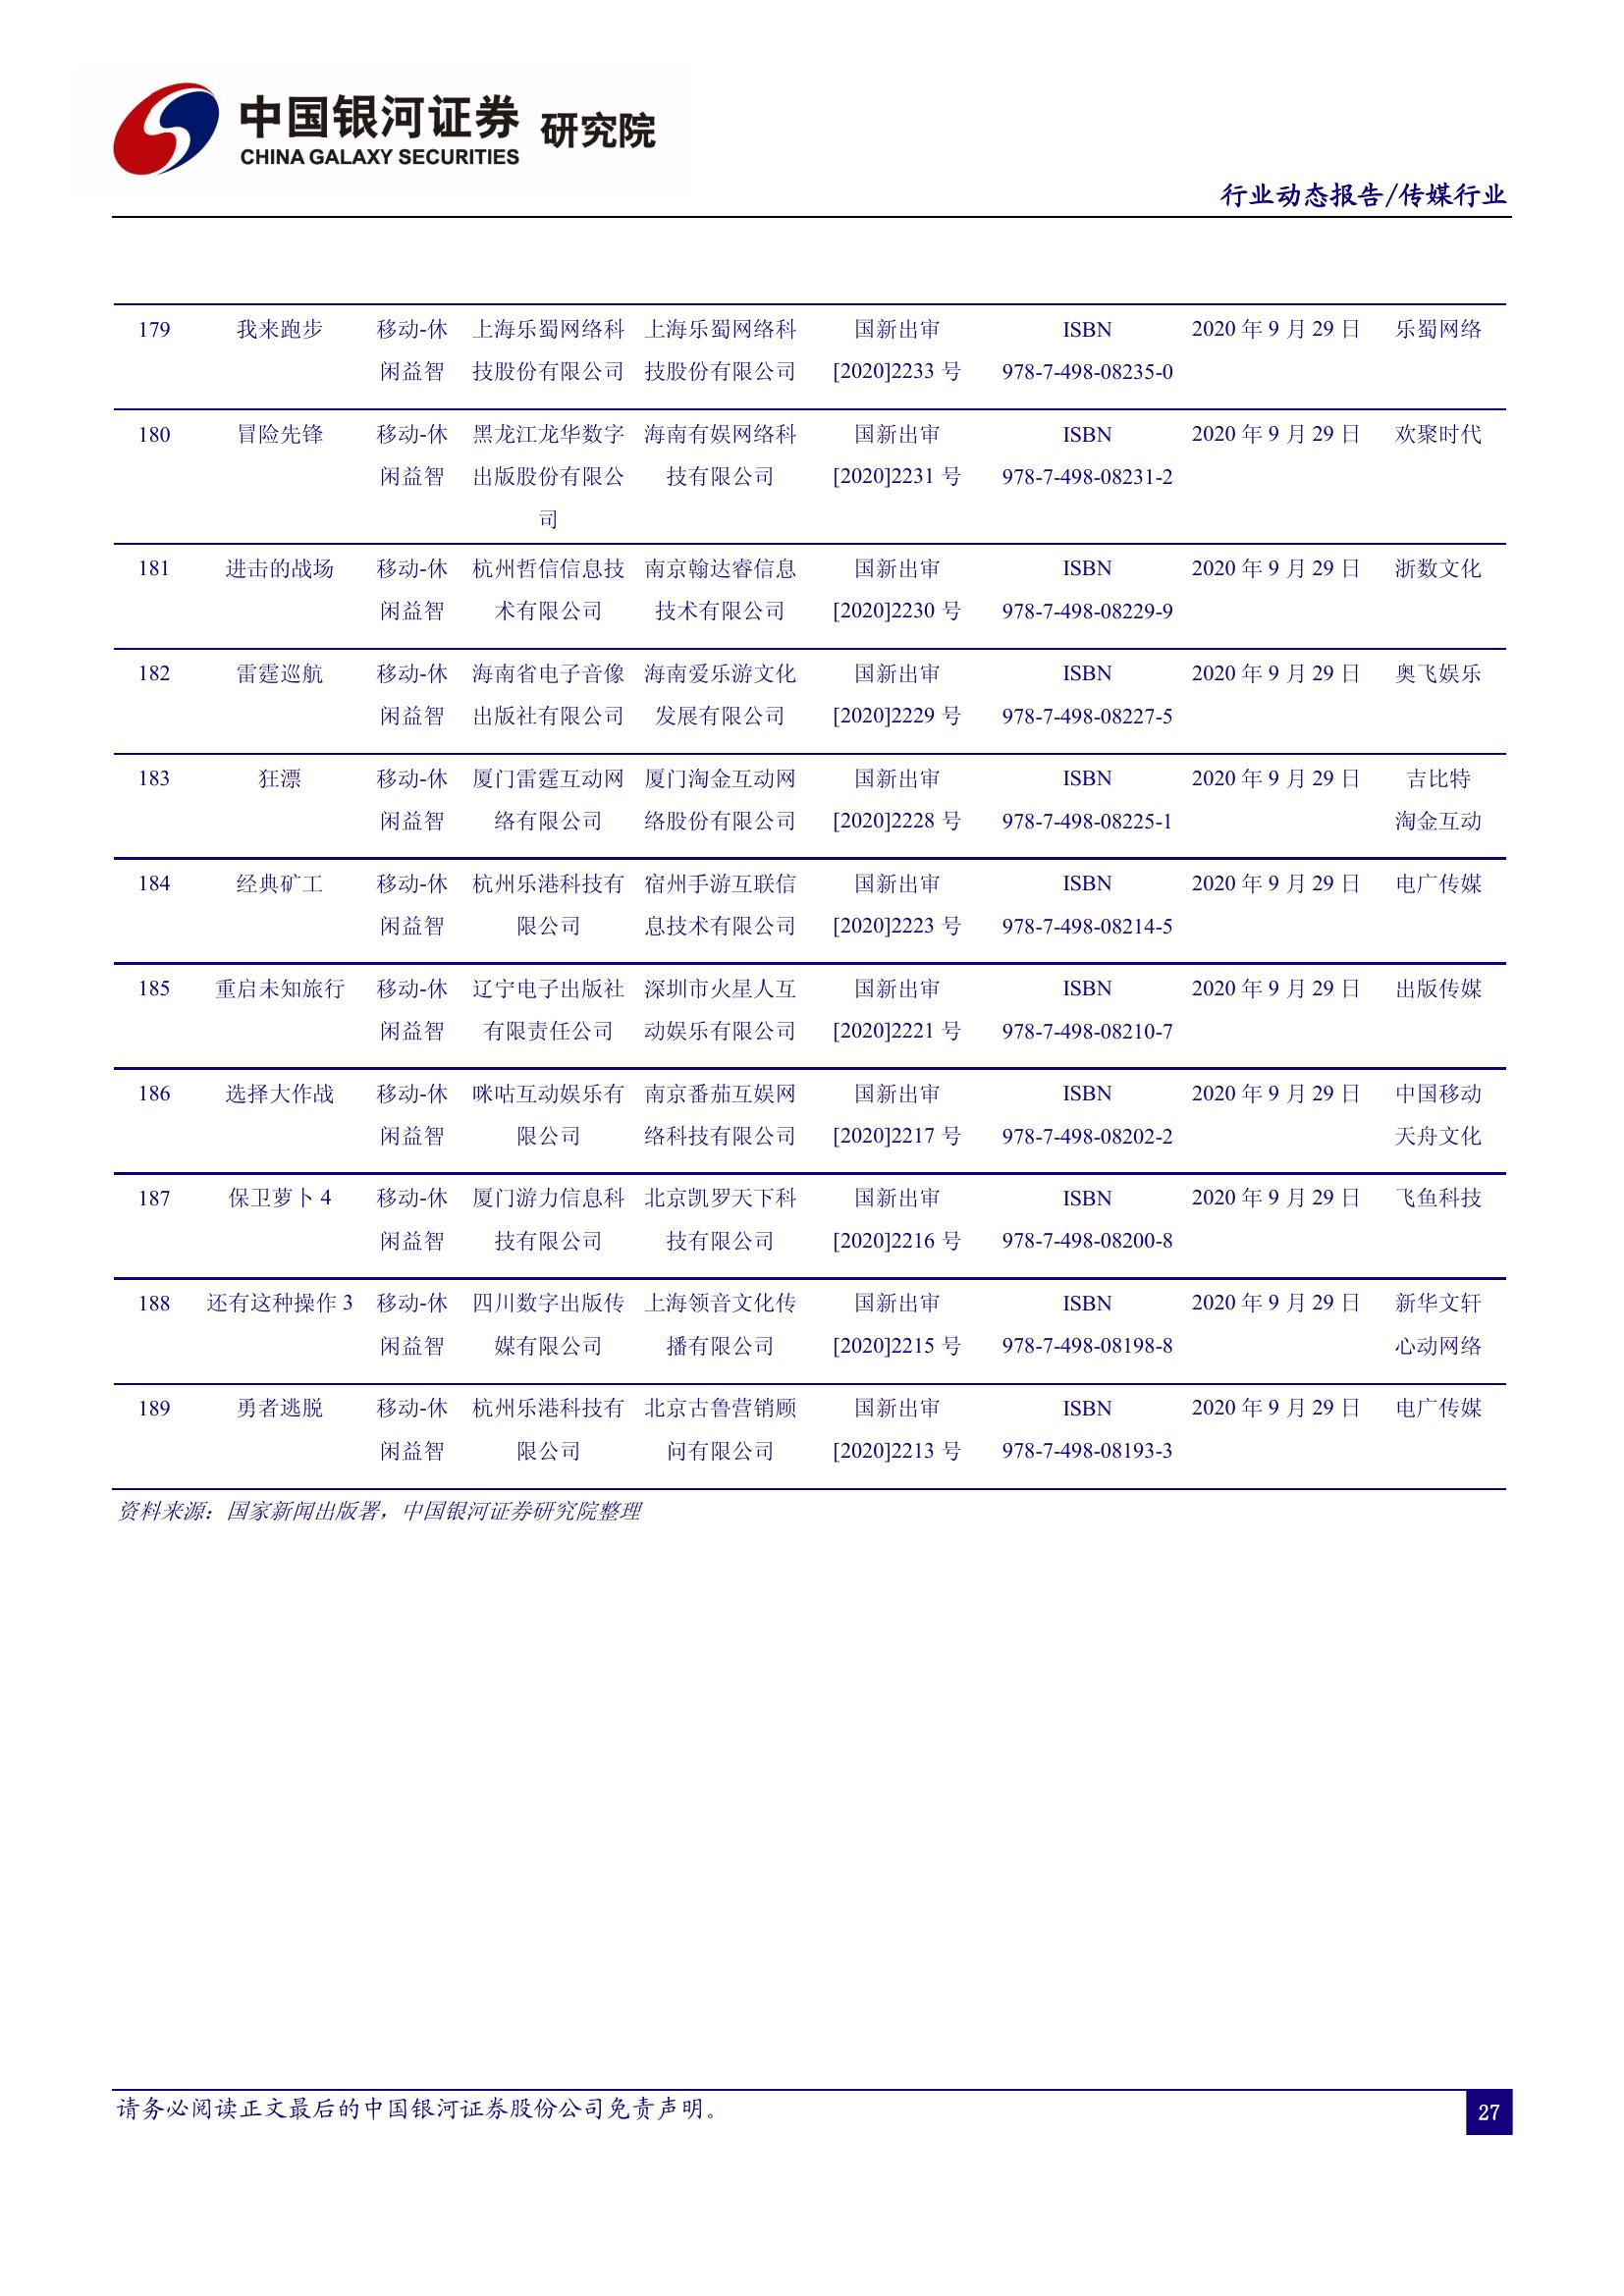 中国银河证券 研究院
CHINA GALAXY SECURITIES
行业动态报告/传媒行业
179 我来跑步 移动-休 上海乐蜀网络科 上海乐蜀网络科 国新出审 ISBN 2020 年 9 月 29 日 乐蜀网络
闲益智 技股份有限公司 技股份有限公司 [2020]2233 号 978-7-498-08235-0
180 冒险先锋 移动-休 黑龙江龙华数字 海南有娱网络科 国新出审 ISBN 2020 年 9 月 29 日 欢聚时代
闲益智 出版股份有限公 技有限公司 [2020]2231 号 978-7-498-08231-2
司
181 进击的战场 移动-休 杭州哲信信息技 南京翰达睿信息 国新出审 ISBN 2020 年 9 月 29 日 浙数文化
闲益智 术有限公司 技术有限公司 [2020]2230 号 978-7-498-08229-9
182 雷霆巡航 移动-休 海南省电子音像 海南爱乐游文化 国新出审 ISBN 2020 年 9 月 29 日 奥飞娱乐
闲益智 出版社有限公司 发展有限公司 [2020]2229 号 978-7-498-08227-5
183 狂漂 移动-休 厦门雷霆互动网 厦门淘金互动网 国新出审 ISBN 2020 年 9 月 29 日 吉比特
闲益智 络有限公司 络股份有限公司 [2020]2228 号 978-7-498-08225-1 淘金互动
184 经典矿工 移动-休 杭州乐港科技有 宿州手游互联信 国新出审 ISBN 2020 年 9 月 29 日 电广传媒
闲益智 限公司 息技术有限公司 [2020]2223 号 978-7-498-08214-5
185 重启未知旅行 移动-休 辽宁电子出版社 深圳市火星人互 国新出审 ISBN 2020 年 9 月 29 日 出版传媒
闲益智 有限责任公司 动娱乐有限公司 [2020]2221 号 978-7-498-08210-7
186 选择大作战 移动-休 咪咕互动娱乐有 南京番茄互娱网 国新出审 ISBN 2020 年 9 月 29 日 中国移动
闲益智 限公司 络科技有限公司 [2020]2217 号 978-7-498-08202-2 天舟文化
187 保卫萝卜 4 移动-休 厦门游力信息科 北京凯罗天下科 国新出审 ISBN 2020 年 9 月 29 日 飞鱼科技
闲益智 技有限公司 技有限公司 [2020]2216 号 978-7-498-08200-8
188 还有这种操作 3 移动-休 四川数字出版传 上海领音文化传 国新出审 ISBN 2020 年 9 月 29 日 新华文轩
闲益智 媒有限公司 播有限公司 [2020]2215 号 978-7-498-08198-8 心动网络
189 勇者逃脱 移动-休 杭州乐港科技有 北京古鲁营销顾 国新出审 ISBN 2020 年 9 月 29 日 电广传媒
闲益智 限公司 问有限公司 [2020]2213 号 978-7-498-08193-3
资料来源：国家新闻出版署，中国银河证券研究院整理
请务必阅读正文最后的中国银河证券股份公司免责声明。
27